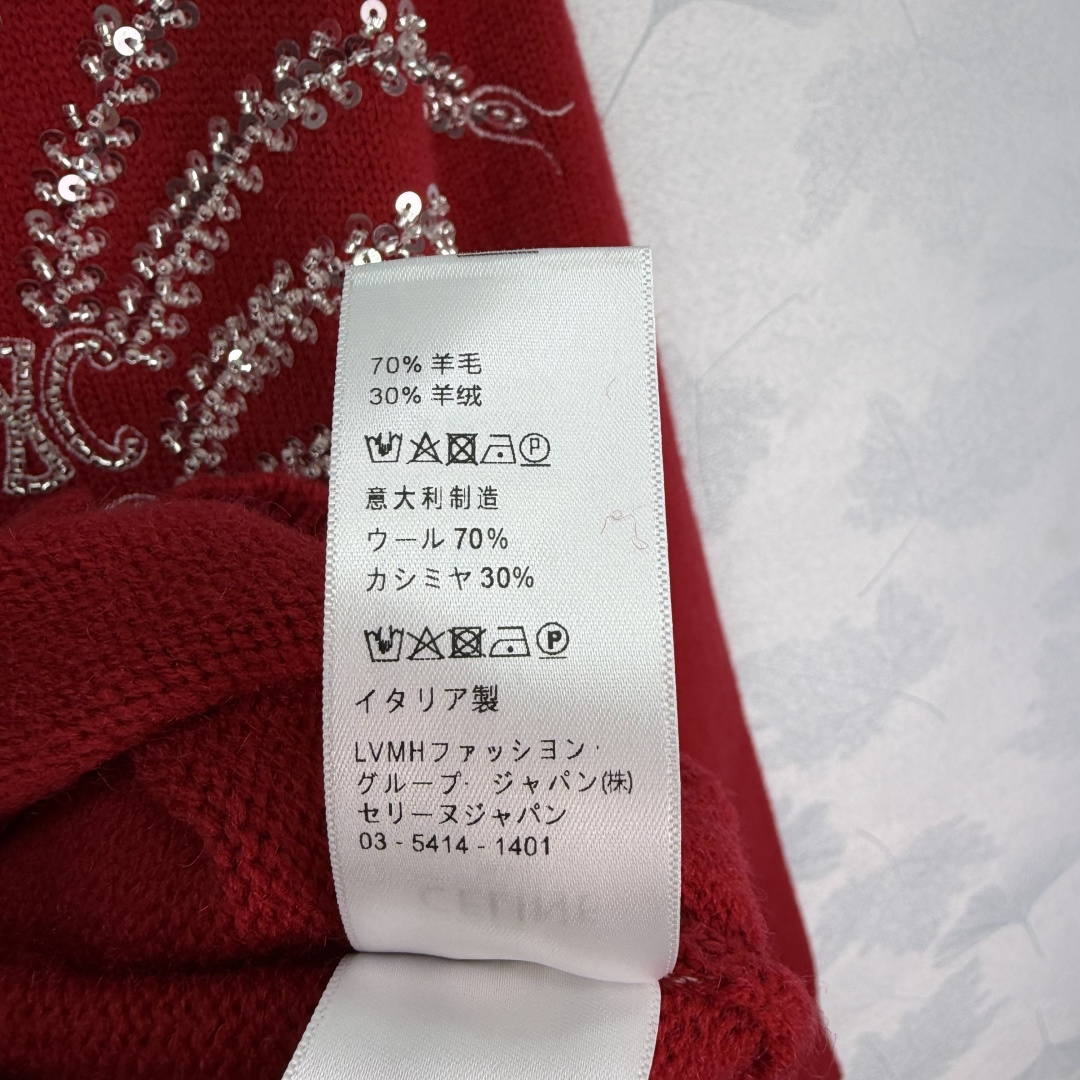 70% 羊毛
30% 羊绒
P
意大利制造
ウール 70%
カシミヤ 30%
P
イタリア製
LVMHファッション・
グループ・ ジャパン(株)
セリーヌジャパン
03 - 5414 - 1401